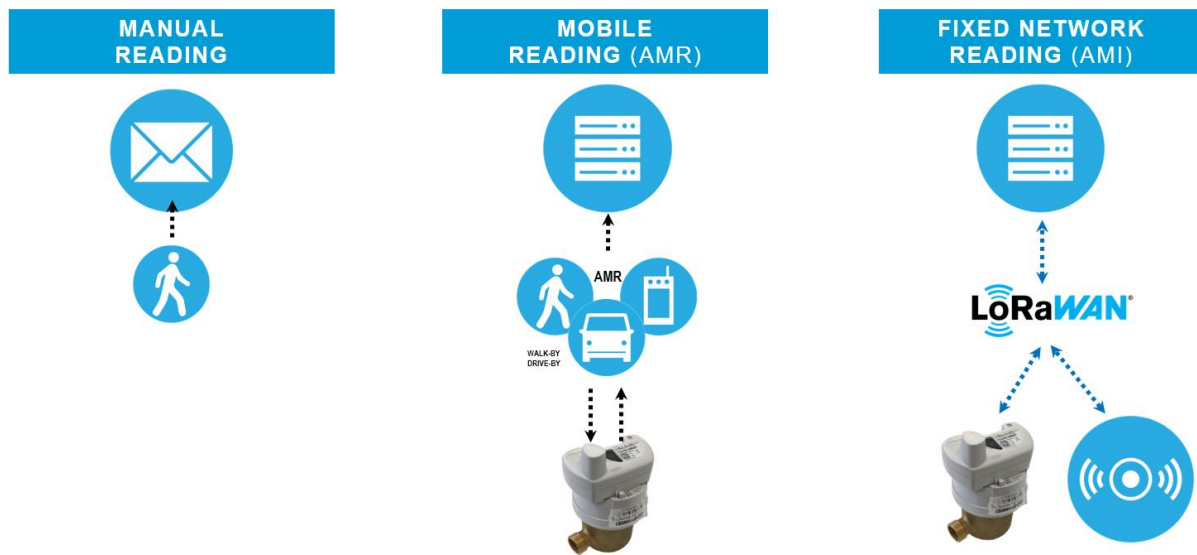 MANUAL
READING
MOBILE
READING (AMR)
FIXED NETWORK
READING (AMI)
AMR
WALK-BY
DRIVE-BY
LoRaWAN®